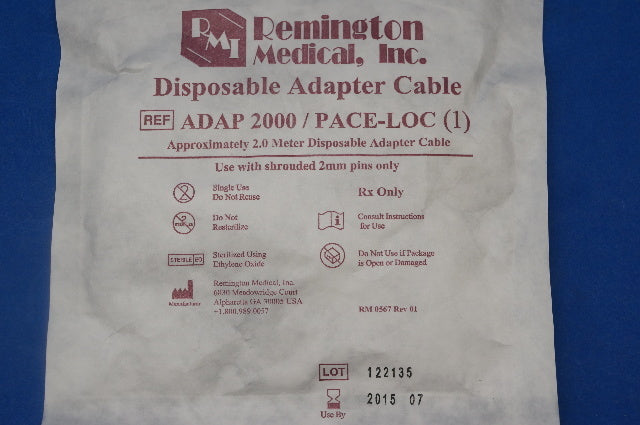 RMI
Remington
Medical, Inc.
Disposable Adapter Cable
REF ADAP 2000 / PACE-LOC (1)
Approximately 2.0 Meter Disposable Adapter Cable
Use with shrouded 2mm pins only
Single Use
Do Not Reuse
Rx Only
Do Not
Resterilize
Consult Instructions
for Use
STERILE EO
Sterilized Using
Ethylene Oxide
Do Not Use if Package
is Open or Damaged
Manufacturer
Remington Medical, Inc.
6830 Meadowridge Court
Alpharetta GA 30005 USA
+1.800.989.0057
RM 0567 Rev 01
LOT 122135
2015 07
Use By